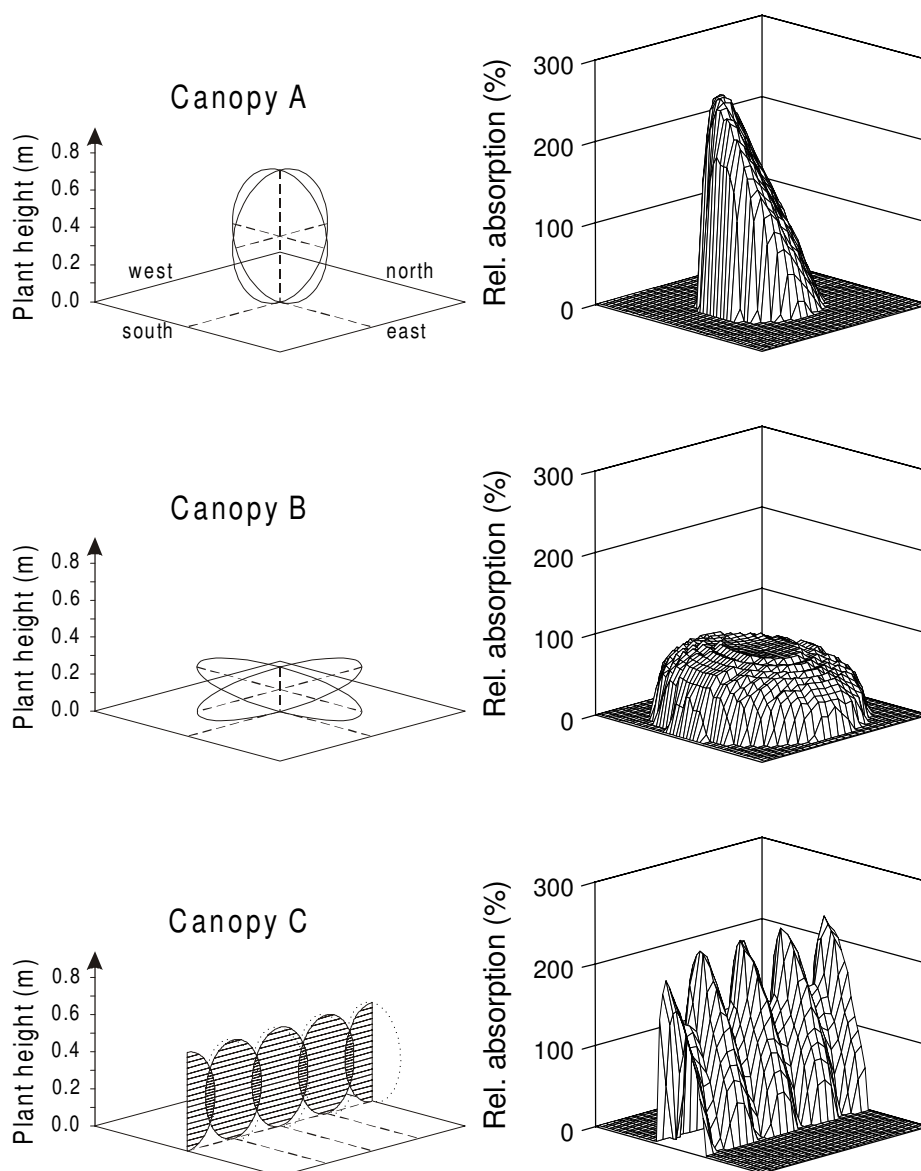 Canopy A
Plant height (m)
0.8
0.6
0.4
0.2
0.0
west
north
south
east
Rel. absorption (%)
300
200
100
0
Canopy B
Plant height (m)
0.8
0.6
0.4
0.2
0.0
Rel. absorption (%)
300
200
100
0
Canopy C
Plant height (m)
0.8
0.6
0.4
0.2
0.0
Rel. absorption (%)
300
200
100
0